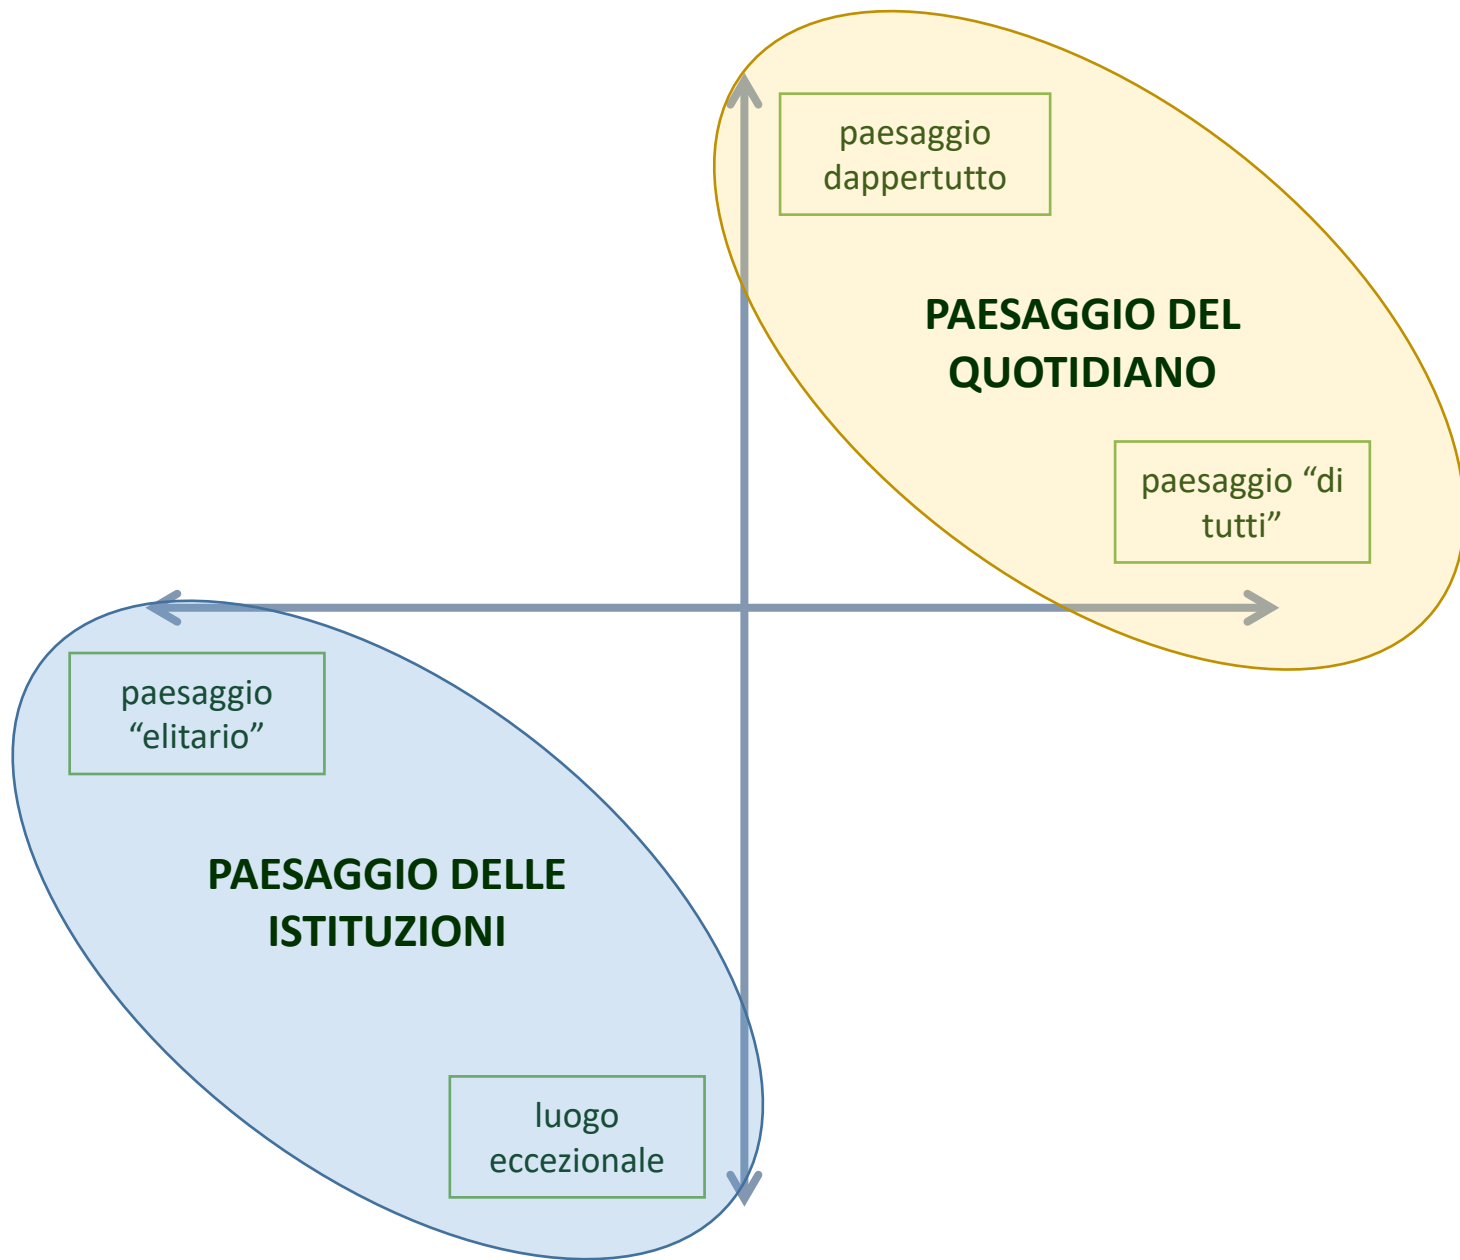 paesaggio
dappertutto
PAESAGGIO DEL
QUOTIDIANO
paesaggio “di
tutti”
paesaggio
“elitario”
PAESAGGIO DELLE
ISTITUZIONI
luogo
eccezionale